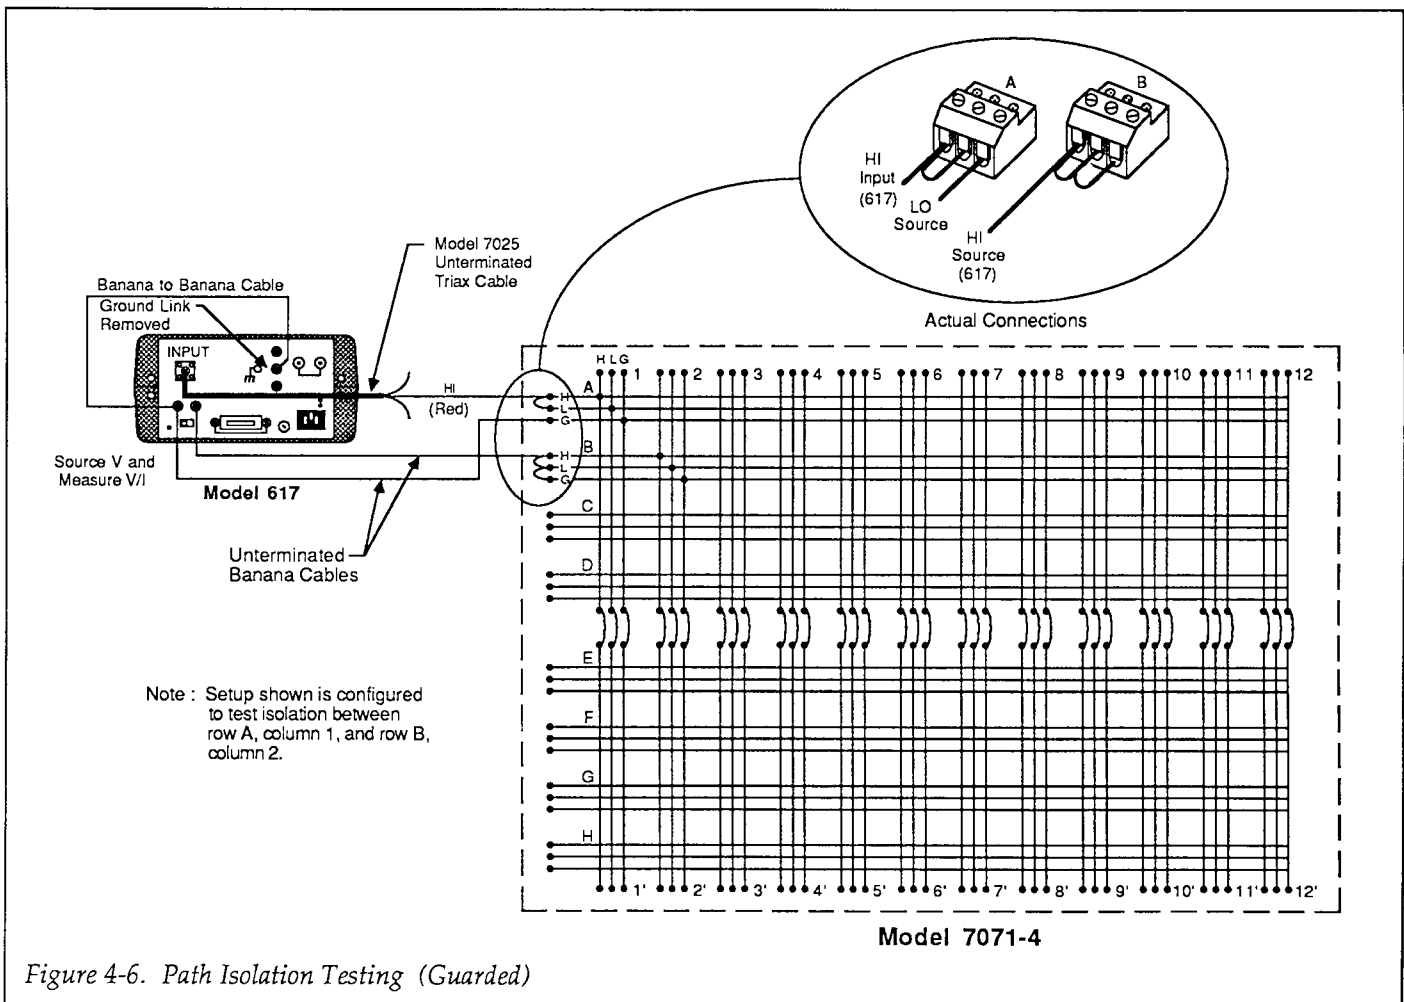 A
B
HI
Input
(617)
LO
Source
HI
Source
(617)
Actual Connections
Model 7025
Unterminated
Triax Cable
Banana to Banana Cable
Ground Link
Removed
INPUT
HI
(Red)
Source V and
Measure V/I
Model 617
Unterminated
Banana Cables
Note : Setup shown is configured
to test isolation between
row A, column 1, and row B,
column 2.
H L G
1 2 3 4 5 6 7 8 9 10 11 12
A
H
L
G
B
H
L
G
C
D
E
F
G
H
1' 2' 3' 4' 5' 6' 7' 8' 9' 10' 11' 12'
Model 7071-4
Figure 4-6. Path Isolation Testing (Guarded)